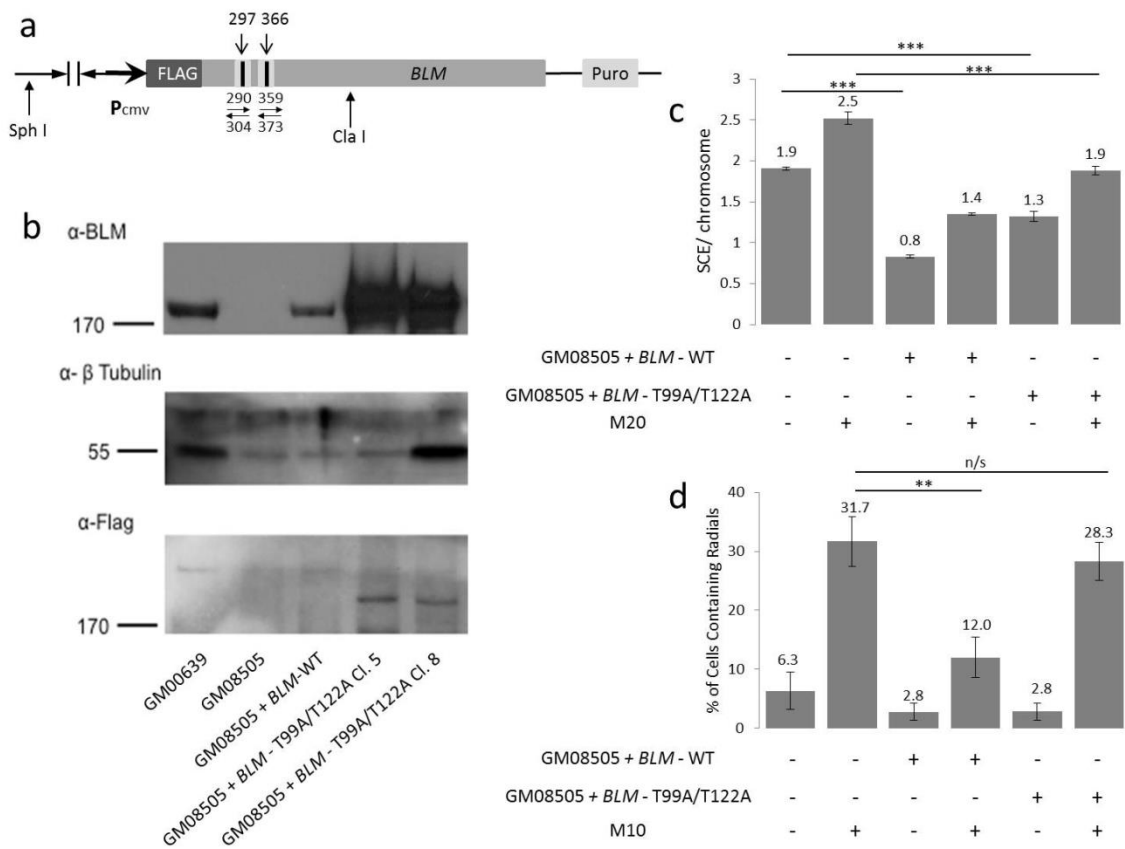 a
297 366
FLAG
BLM
Puro
Pcmv
290 359
304 373
Sph I
Cla I
b
α-BLM
170
α- β Tubulin
55
α-Flag
170
GM00639
GM08505
GM08505 + BLM-WT
GM08505 + BLM - T99A/T122A Cl. 5
GM08505 + BLM - T99A/T122A Cl. 8
c
***
***
***
SCE/ chromosome
3
2.5
2
1.5
1
0.5
0
1.9
2.5
0.8
1.4
1.3
1.9
GM08505 + BLM - WT - - + + - -
GM08505 + BLM - T99A/T122A - - - - + +
M20 - + - + - +
d
n/s
**
% of Cells Containing Radials
40
30
20
10
0
6.3
31.7
2.8
12.0
2.8
28.3
GM08505 + BLM - WT - - + + - -
GM08505 + BLM - T99A/T122A - - - - + +
M10 - + - + - +